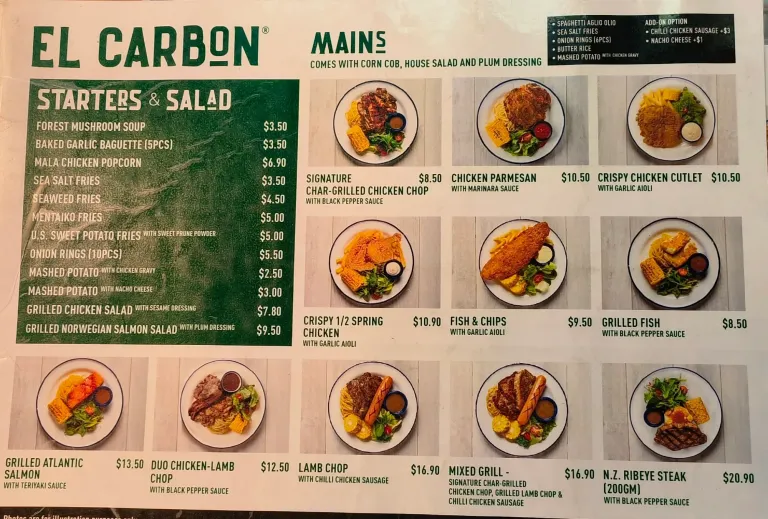 EL CARBON®
STARTERS & SALAD
FOREST MUSHROOM SOUP $3.50
BAKED GARLIC BAGUETTE (5PCS) $3.50
MALA CHICKEN POPCORN $6.90
SEA SALT FRIES $3.50
SEAWEED FRIES $4.50
MENTAIKO FRIES $5.00
U.S. SWEET POTATO FRIES WITH SWEET PRUNE POWDER $5.00
ONION RINGS (10PCS) $5.50
MASHED POTATO WITH CHICKEN GRAVY $2.50
MASHED POTATO WITH NACHO CHEESE $3.00
GRILLED CHICKEN SALAD WITH SESAME DRESSING $7.80
GRILLED NORWEGIAN SALMON SALAD WITH PLUM DRESSING $9.50
MAINS
COMES WITH CORN COB, HOUSE SALAD AND PLUM DRESSING
• SPAGHETTI AGLIO OLIO
• SEA SALT FRIES
• ONION RINGS (6PCS)
• BUTTER RICE
• MASHED POTATO WITH CHICKEN GRAVY
ADD-ON OPTION
• CHILLI CHICKEN SAUSAGE +$3
• NACHO CHEESE +$1
SIGNATURE $8.50
CHAR-GRILLED CHICKEN CHOP
WITH BLACK PEPPER SAUCE
CHICKEN PARMESAN $10.50
WITH MARINARA SAUCE
CRISPY CHICKEN CUTLET $10.50
WITH GARLIC AIOLI
CRISPY 1/2 SPRING $10.90
CHICKEN
WITH GARLIC AIOLI
FISH & CHIPS $9.50
WITH GARLIC AIOLI
GRILLED FISH $8.50
WITH BLACK PEPPER SAUCE
GRILLED ATLANTIC $13.50
SALMON
WITH TERIYAKI SAUCE
DUO CHICKEN-LAMB $12.50
CHOP
WITH BLACK PEPPER SAUCE
LAMB CHOP $16.90
WITH CHILLI CHICKEN SAUSAGE
MIXED GRILL - $16.90
SIGNATURE CHAR-GRILLED
CHICKEN CHOP, GRILLED LAMB CHOP &
CHILLI CHICKEN SAUSAGE
N.Z. RIBEYE STEAK $20.90
(200GM)
WITH BLACK PEPPER SAUCE
Photos are for illustration purposes